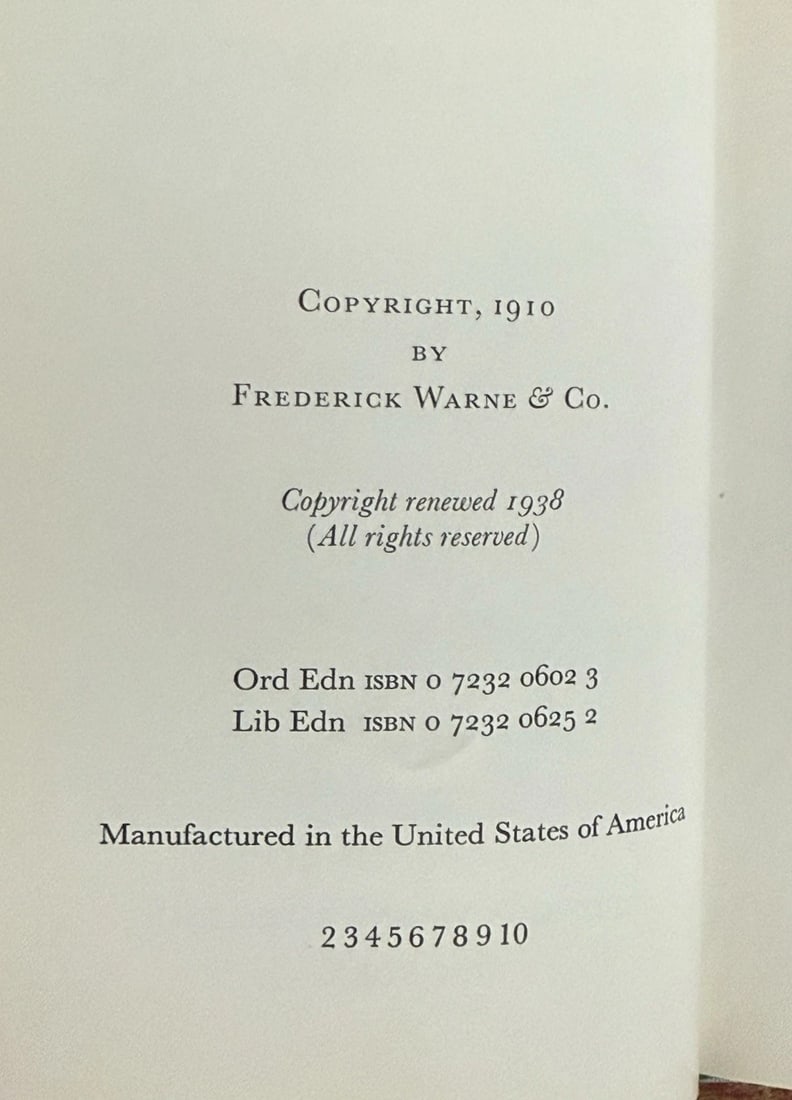 Copyright, 1910
by
Frederick Warne & Co.
Copyright renewed 1938
(All rights reserved)
Ord Edn ISBN 0 7232 0602 3
Lib Edn ISBN 0 7232 0625 2
Manufactured in the United States of America
2 3 4 5 6 7 8 9 10